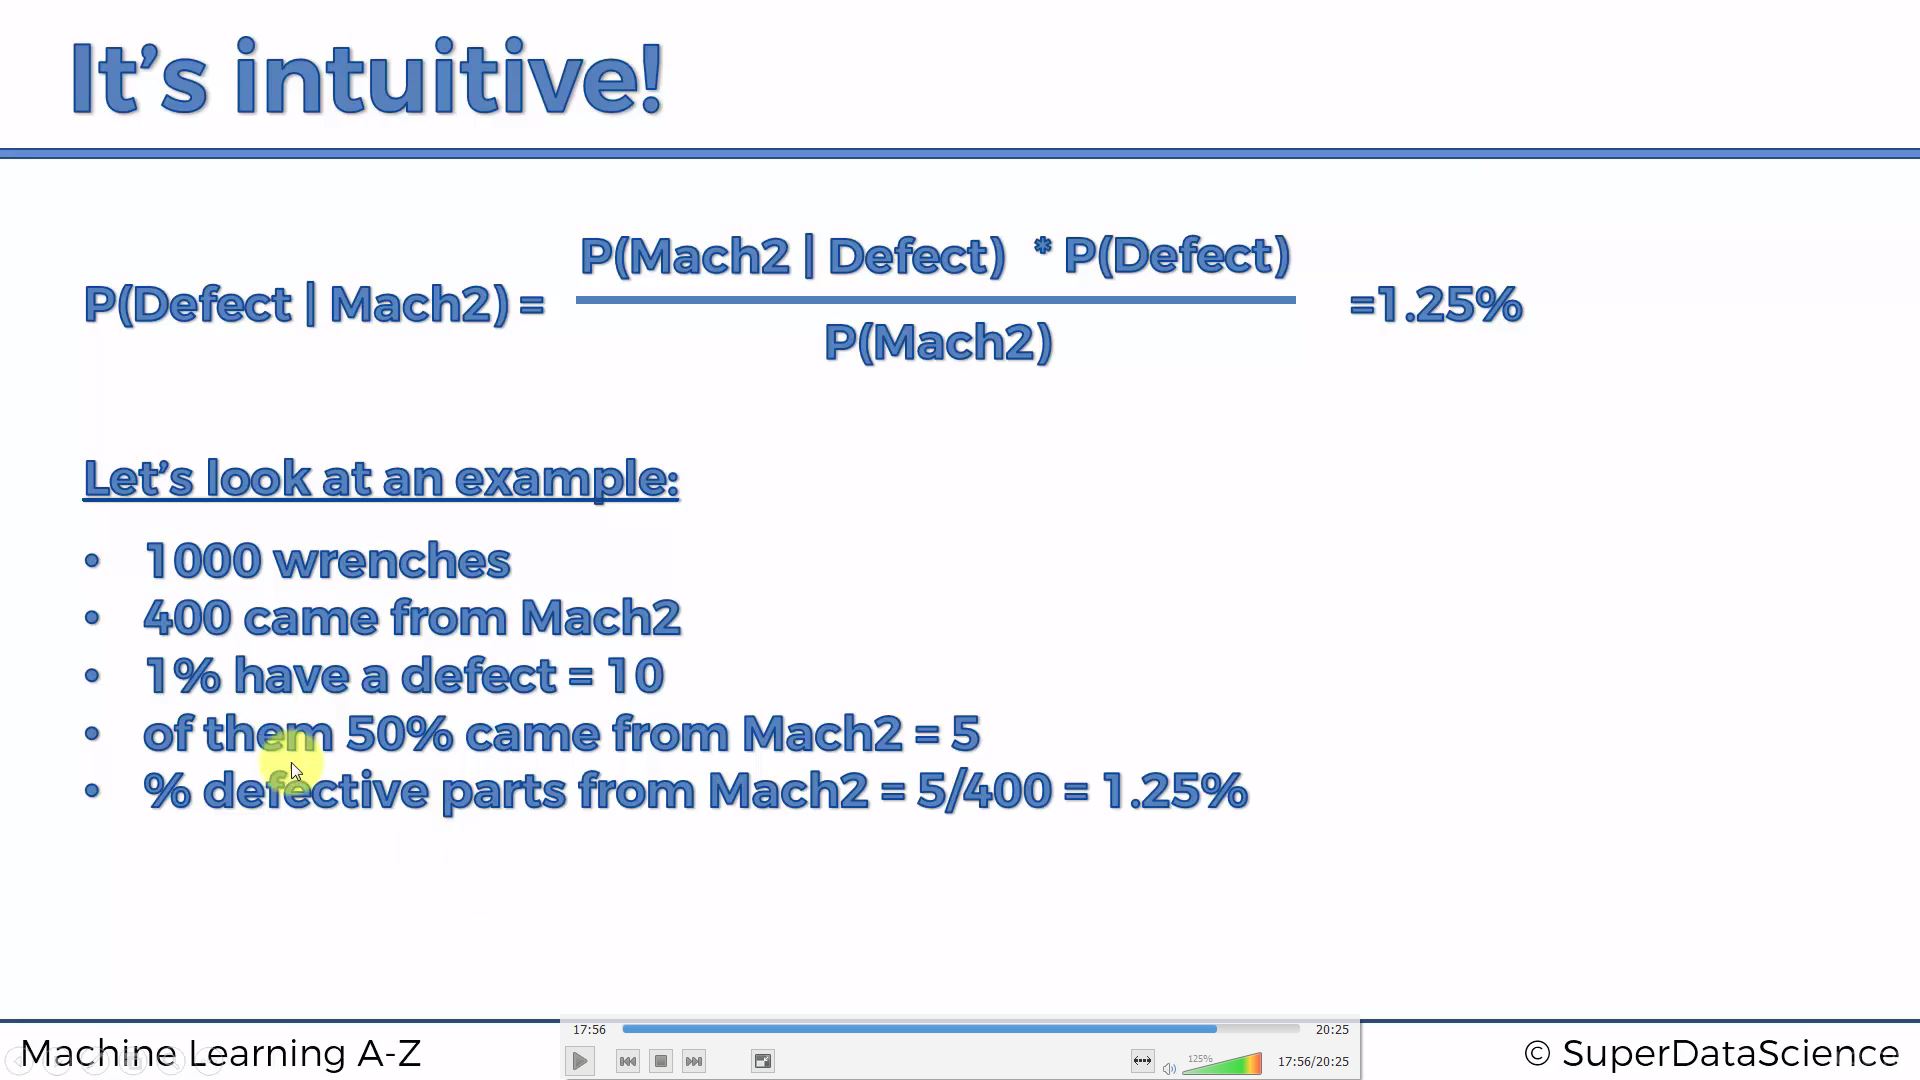 It’s intuitive!
P(Mach2 | Defect) * P(Defect)
P(Defect | Mach2) = =1.25%
P(Mach2)
Let’s look at an example:
• 1000 wrenches
• 400 came from Mach2
• 1% have a defect = 10
• of them 50% came from Mach2 = 5
• % defective parts from Mach2 = 5/400 = 1.25%
17:56 20:25
Machine Learning A-Z
125%
17:56/20:25
© SuperDataScience